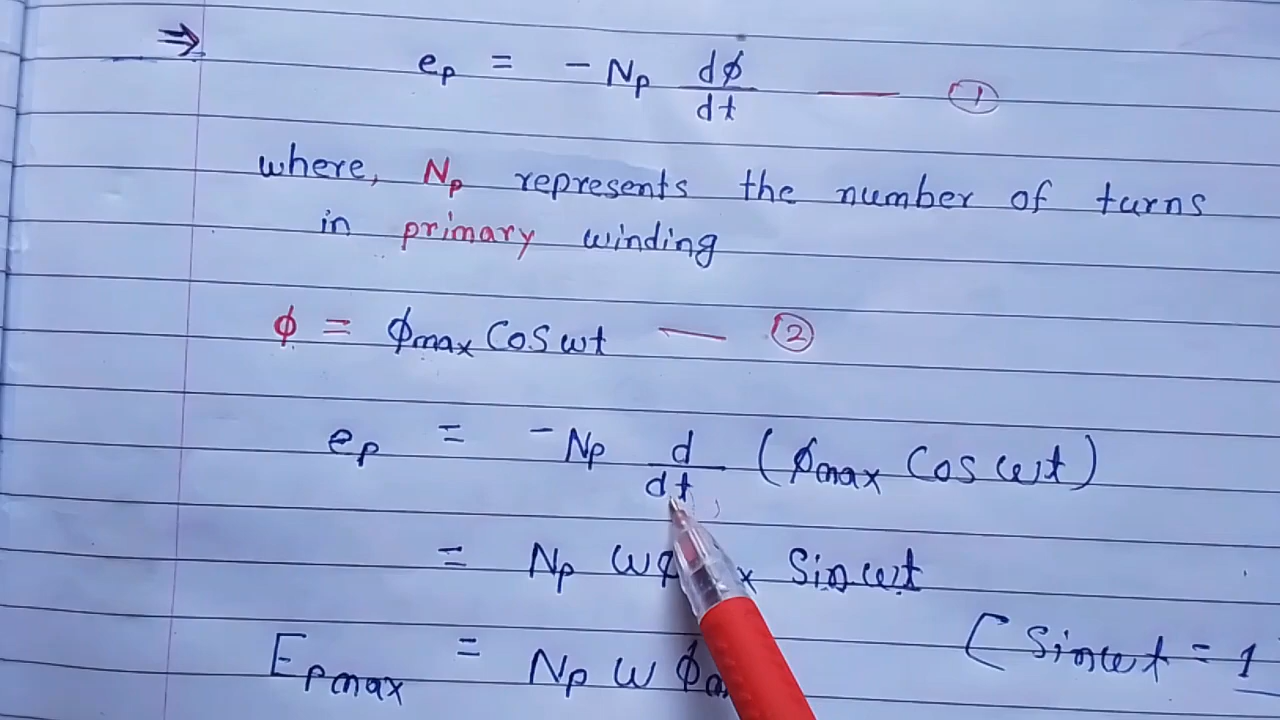 ⇒ eₚ = - Nₚ dϕ/dt — ①
where, Nₚ represents the number of turns
in primary winding
ϕ = ϕmax Cos ωt — ②
eₚ = - Nₚ d/dt (ϕmax Cos ωt)
= Nₚ ω x Sin ωt
Eₚmax = Nₚ ω ϕ [Sin ωt = 1